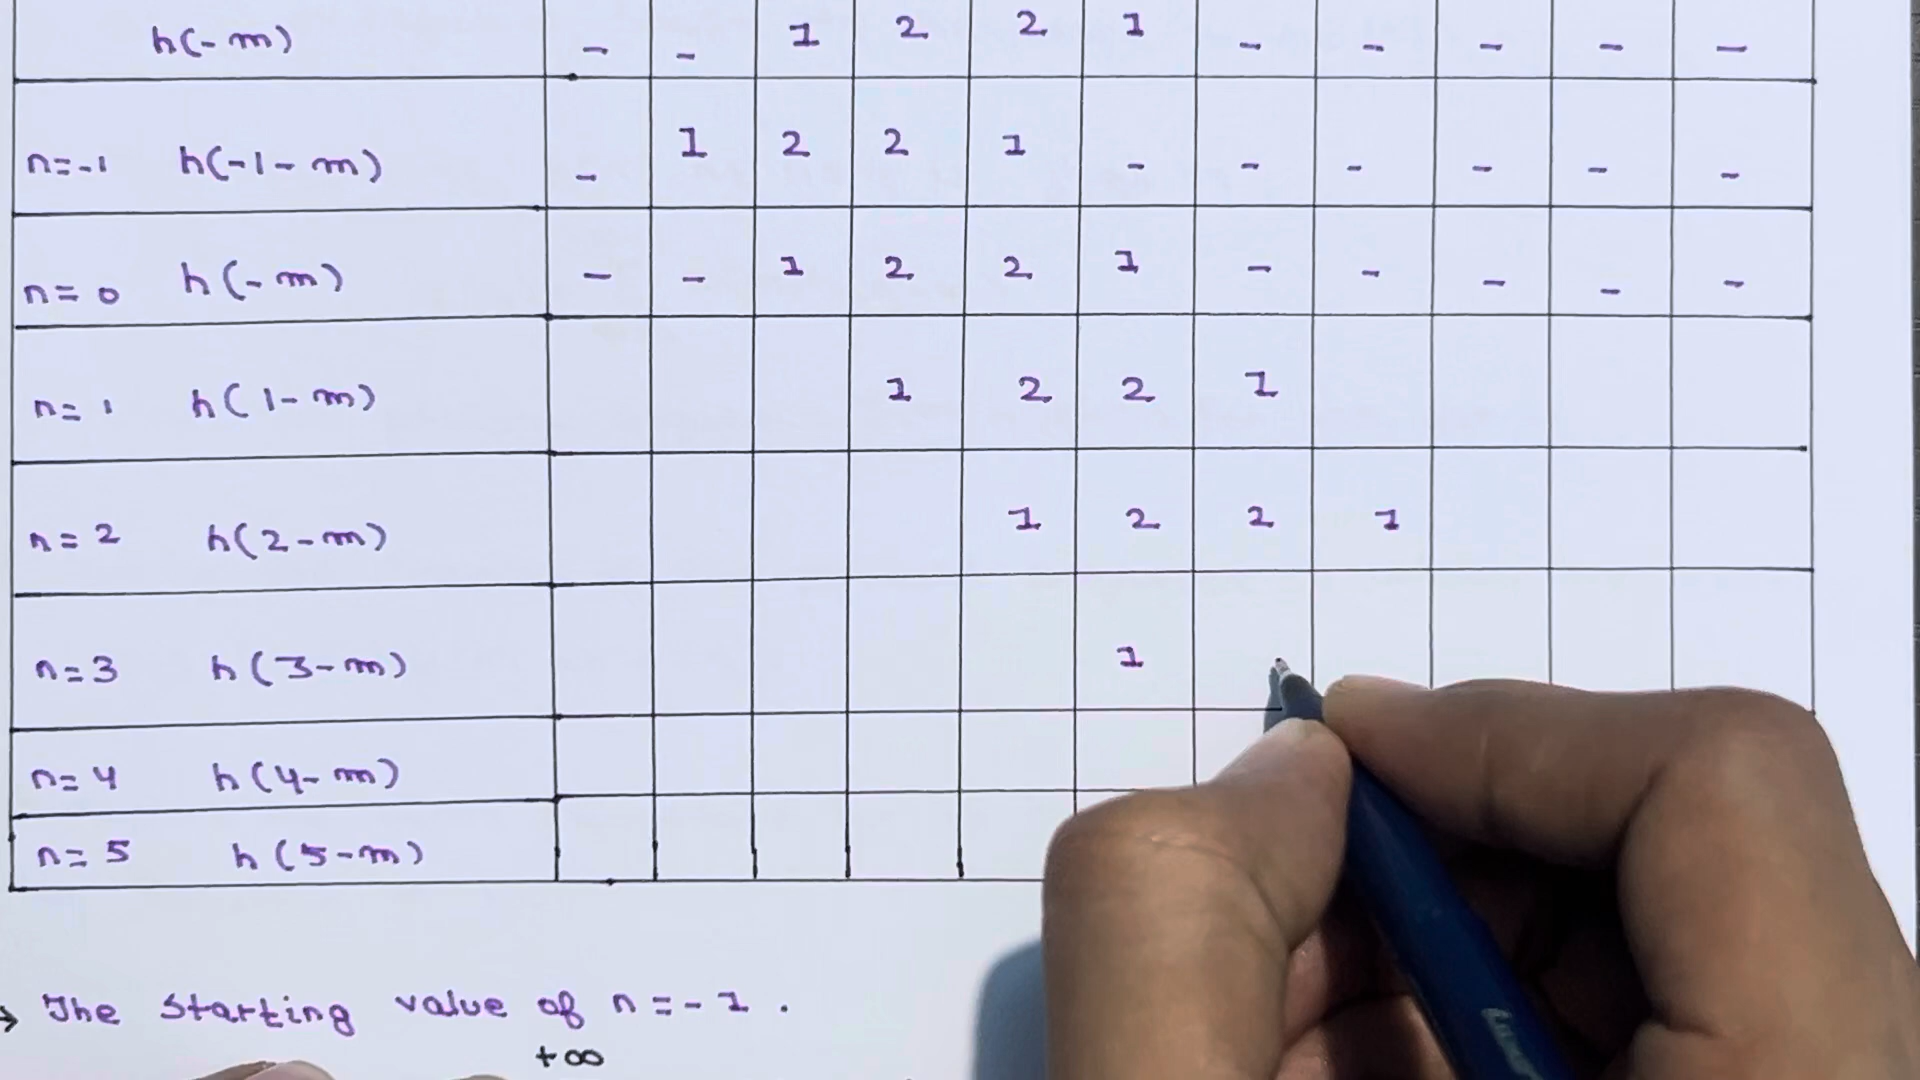 h(-m) - - 1 2 2 1 - - - - -
n=-1 h(-1-m) - 1 2 2 1 - - - - - -
n=0 h(-m) - - 1 2 2 1 - - - - -
n=1 h(1-m) 1 2 2 1
n=2 h(2-m) 1 2 2 1
n=3 h(3-m) 1
n=4 h(4-m)
n=5 h(5-m)
→ The starting value of n=-1.
+∞